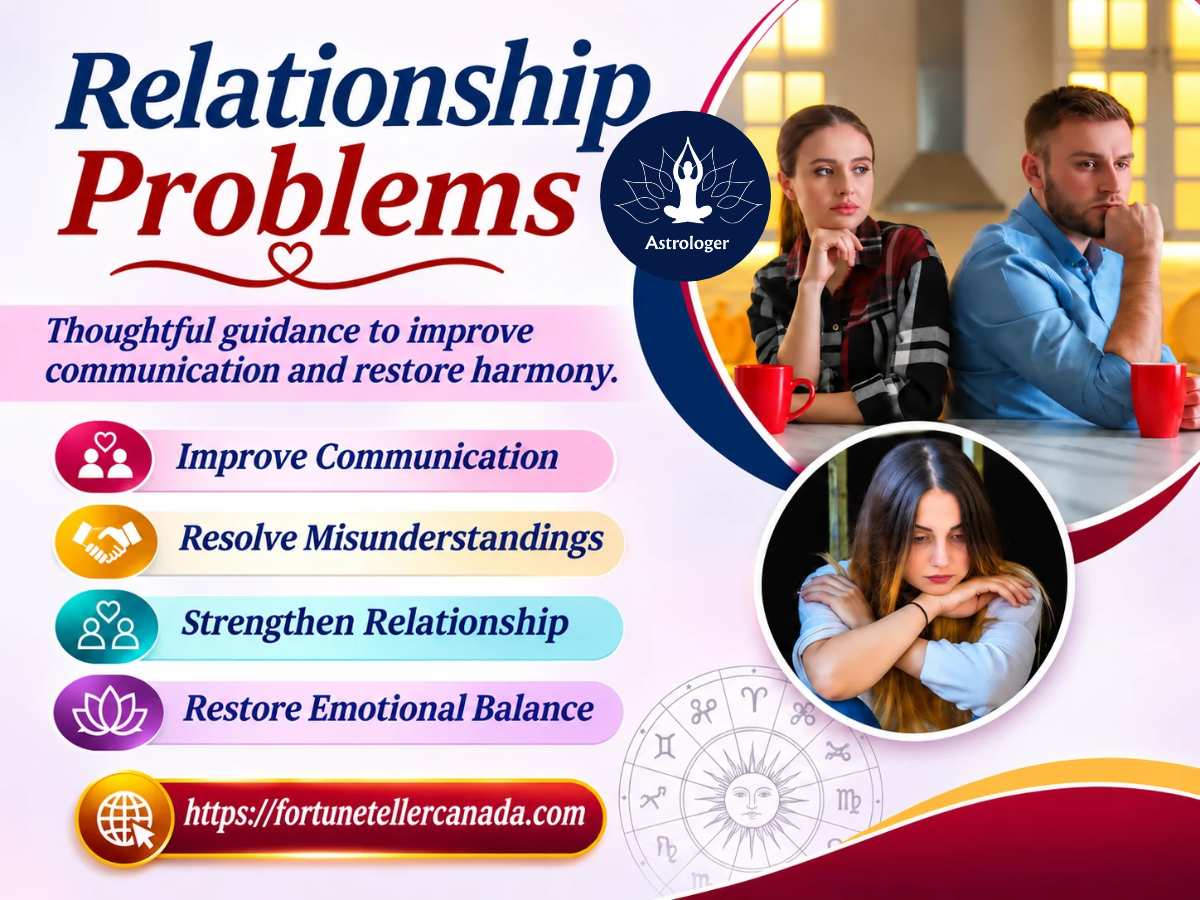 Relationship
Problems
Astrologer
Thoughtful guidance to improve
communication and restore harmony.
Improve Communication
Resolve Misunderstandings
Strengthen Relationship
Restore Emotional Balance
https://fortunetellercanada.com